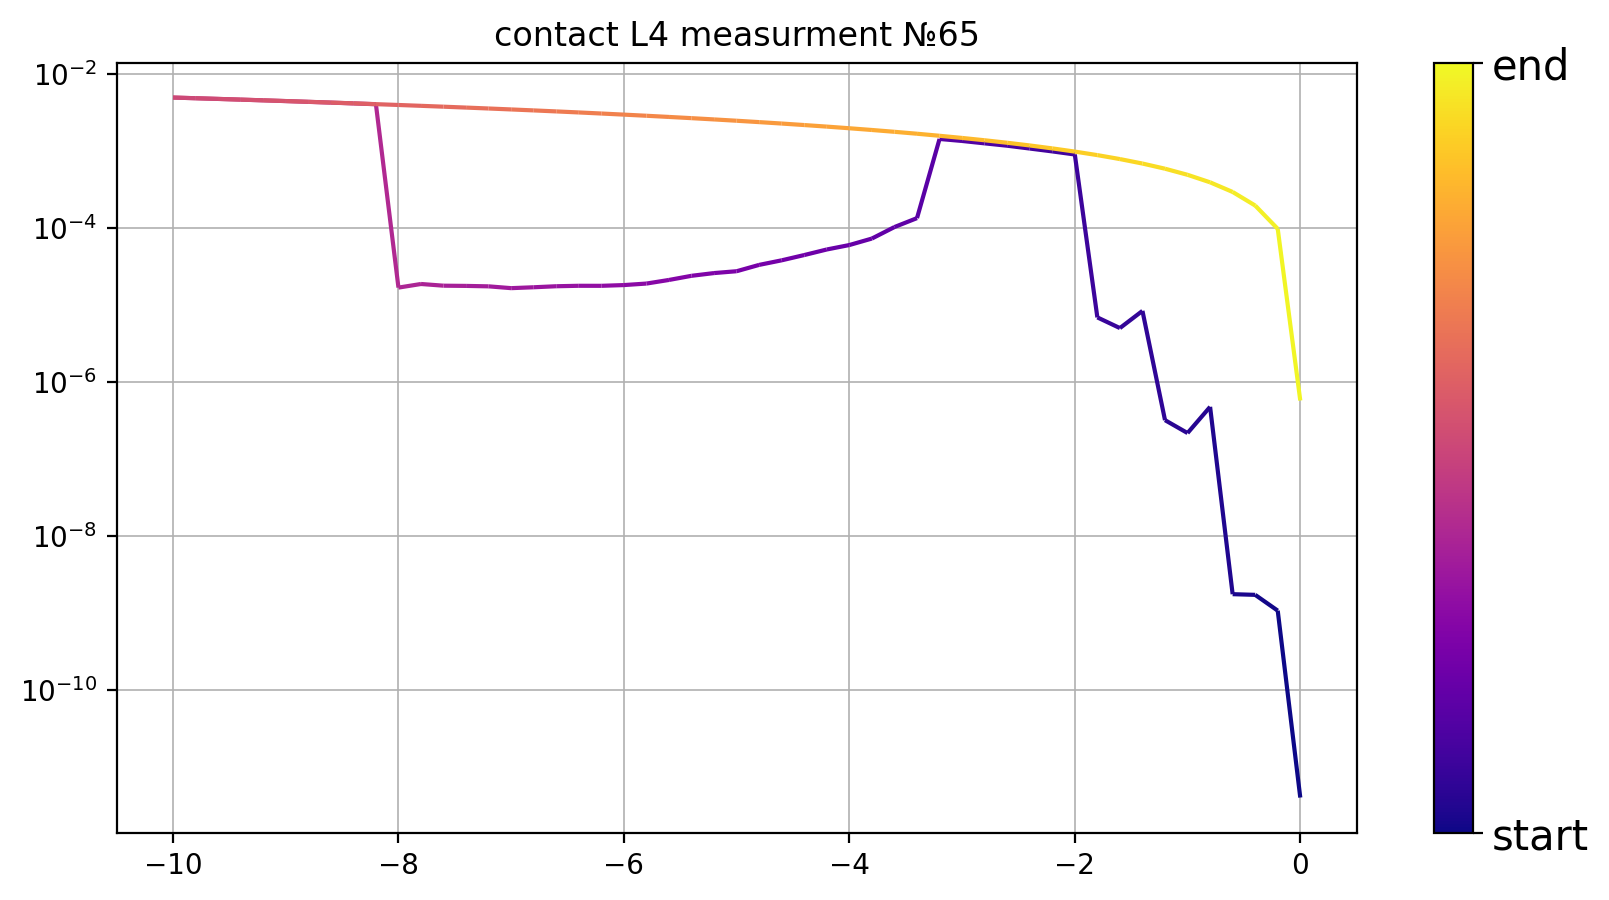 contact L4 measurment №65
10⁻²
10⁻⁴
10⁻⁶
10⁻⁸
10⁻¹⁰
−10 −8 −6 −4 −2 0
end
start